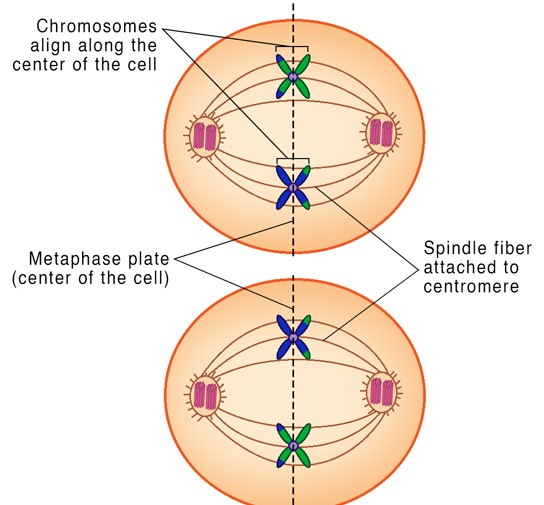 Chromosomes
align along the
center of the cell
Metaphase plate
(center of the cell)
Spindle fiber
attached to
centromere